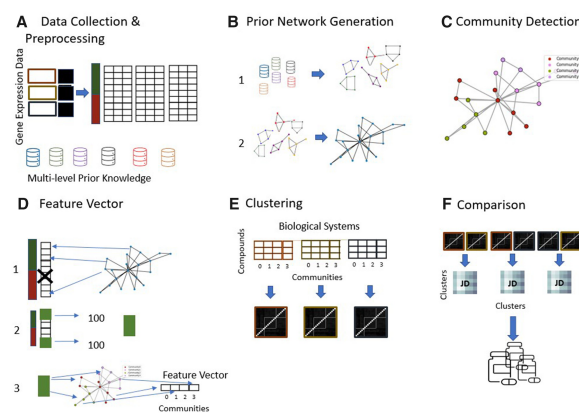 A Data Collection &
Preprocessing
Gene Expression Data
Multi-level Prior Knowledge
B Prior Network Generation
1
2
C Community Detection
Community
Community
Community
Community
D Feature Vector
1
2
100
100
3
Feature Vector
0 1 2 3
Communities
E Clustering
Biological Systems
Compounds
0 1 2 3 0 1 2 3 0 1 2 3
Communities
F Comparison
Clusters
JD JD JD
Clusters